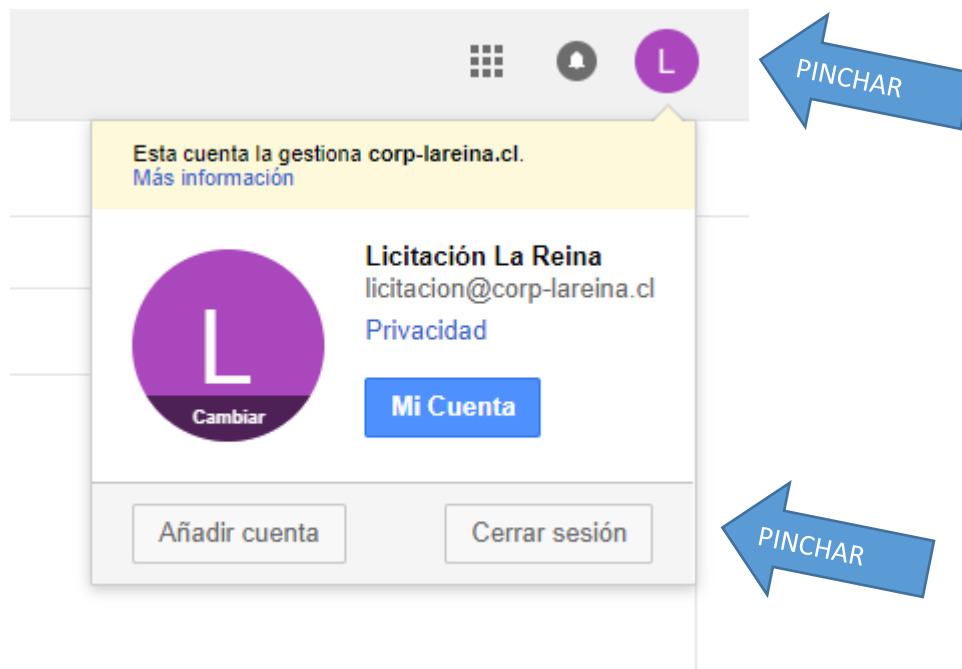 L
PINCHAR
Esta cuenta la gestiona corp-lareina.cl.
Más información
Licitación La Reina
licitacion@corp-lareina.cl
Privacidad
L
Cambiar
Mi Cuenta
Añadir cuenta
Cerrar sesión
PINCHAR